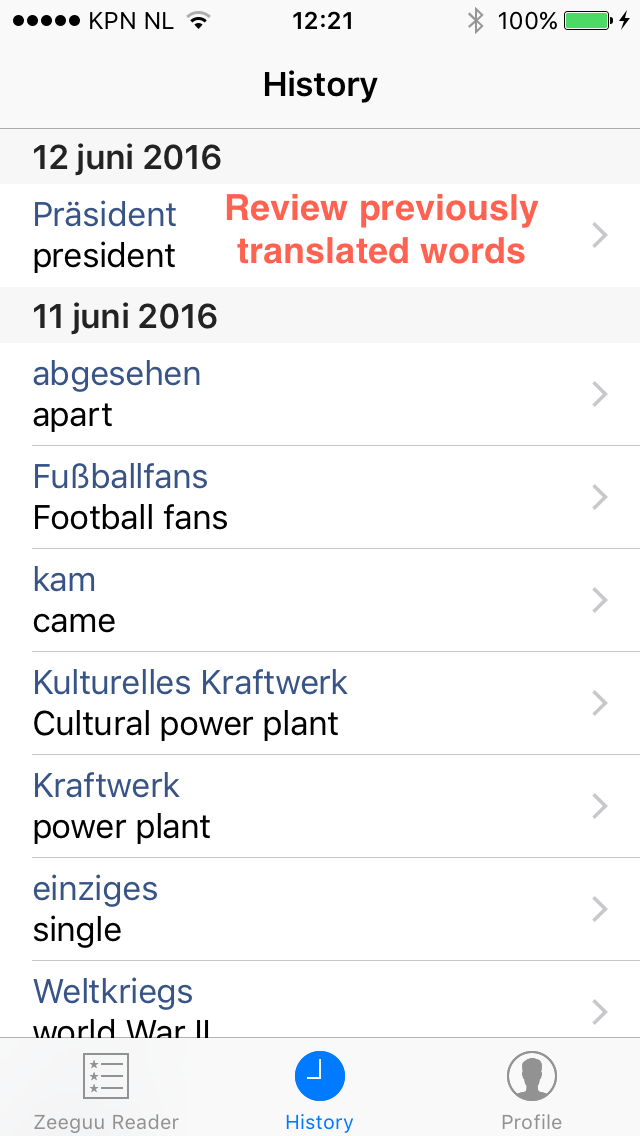 KPN NL 12:21 100%
History
12 juni 2016
Präsident
president
Review previously
translated words
11 juni 2016
abgesehen
apart
Fußballfans
Football fans
kam
came
Kulturelles Kraftwerk
Cultural power plant
Kraftwerk
power plant
einziges
single
Weltkriegs
world War II
Zeeguu Reader History Profile